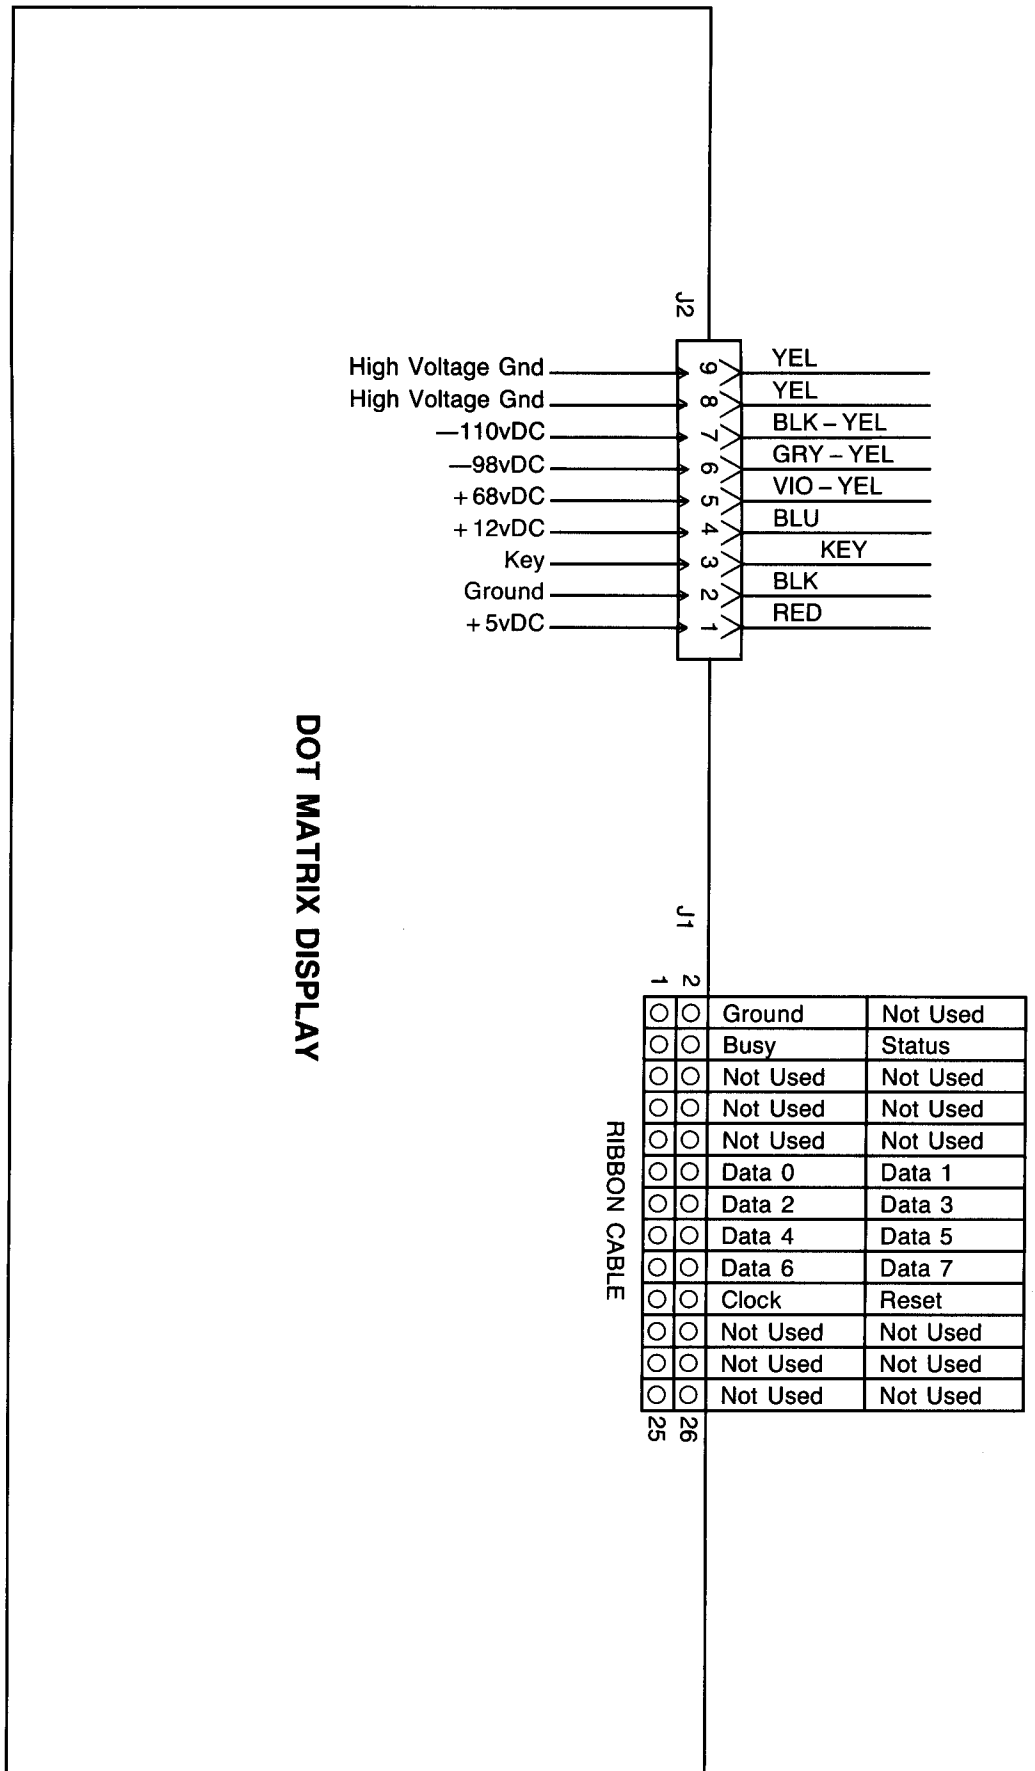 J2
High Voltage Gnd 9 YEL
High Voltage Gnd 8 YEL
—110vDC 7 BLK – YEL
—98vDC 6 GRY – YEL
+ 68vDC 5 VIO – YEL
+ 12vDC 4 BLU
Key 3 KEY
Ground 2 BLK
+ 5vDC 1 RED
DOT MATRIX DISPLAY
J1
1 2
Ground Not Used
Busy Status
Not Used Not Used
Not Used Not Used
Not Used Not Used
Data 0 Data 1
Data 2 Data 3
Data 4 Data 5
Data 6 Data 7
Clock Reset
Not Used Not Used
Not Used Not Used
Not Used Not Used
25 26
RIBBON CABLE